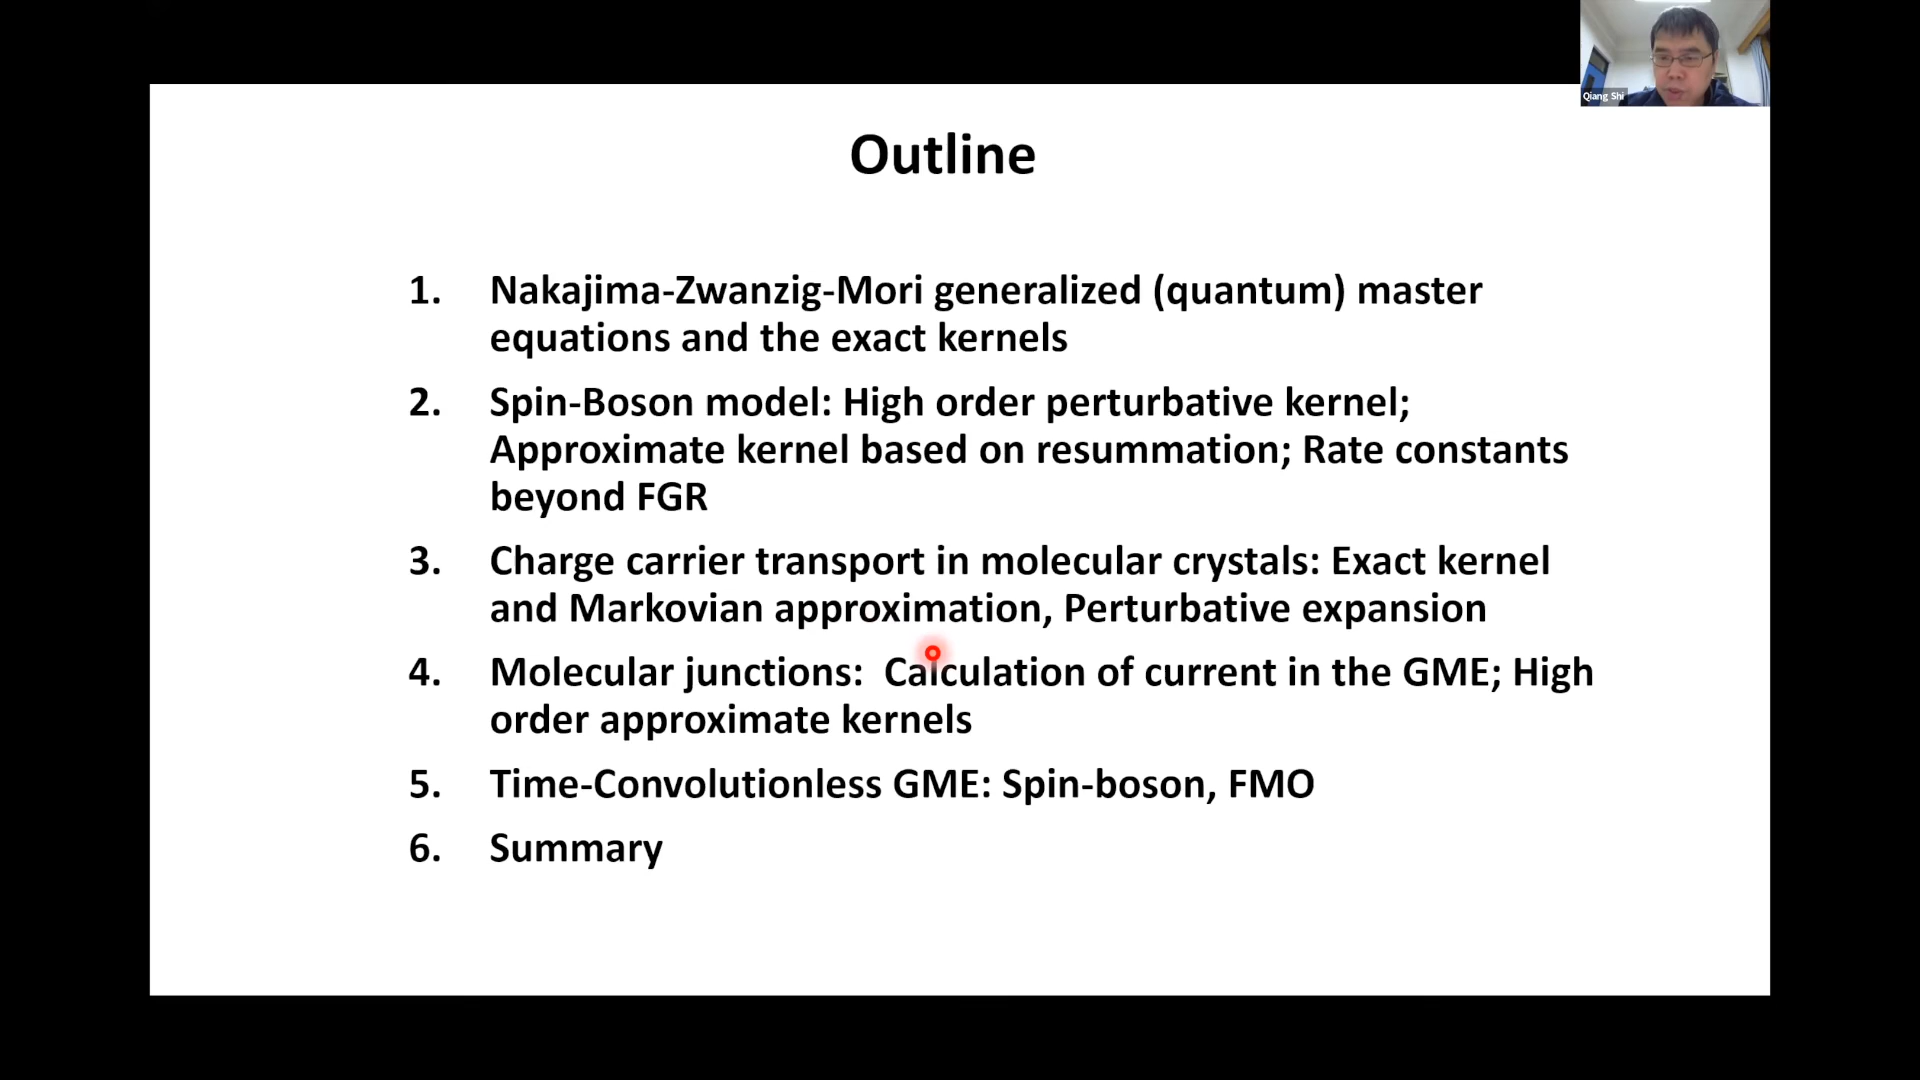 Qiang Shi
Outline
1. Nakajima-Zwanzig-Mori generalized (quantum) master
equations and the exact kernels
2. Spin-Boson model: High order perturbative kernel;
Approximate kernel based on resummation; Rate constants
beyond FGR
3. Charge carrier transport in molecular crystals: Exact kernel
and Markovian approximation, Perturbative expansion
4. Molecular junctions: Calculation of current in the GME; High
order approximate kernels
5. Time-Convolutionless GME: Spin-boson, FMO
6. Summary